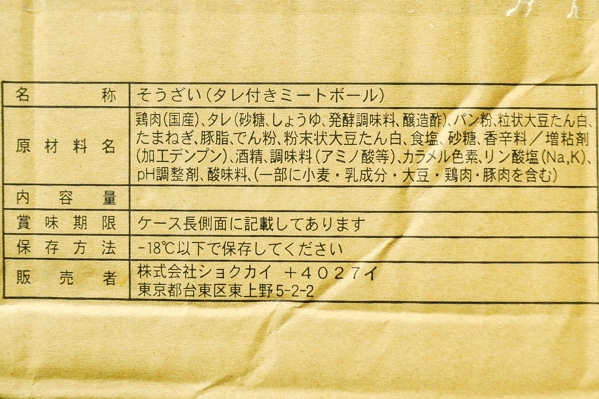 名称 そうざい(タレ付きミートボール)
原材料名 鶏肉(国産)、タレ(砂糖、しょうゆ、発酵調味料、醸造酢)、パン粉、粒状大豆たん白、
たまねぎ、豚脂、でん粉、粉末状大豆たん白、食塩、砂糖、香辛料/増粘剤
(加工デンプン)、酒精、調味料(アミノ酸等)、カラメル色素、リン酸塩(Na,K)、
pH調整剤、酸味料、(一部に小麦・乳成分・大豆・鶏肉・豚肉を含む)
内容量
賞味期限 ケース長側面に記載してあります
保存方法 -18℃以下で保存してください
販売者 株式会社ショクカイ +4027イ
東京都台東区東上野5-2-2